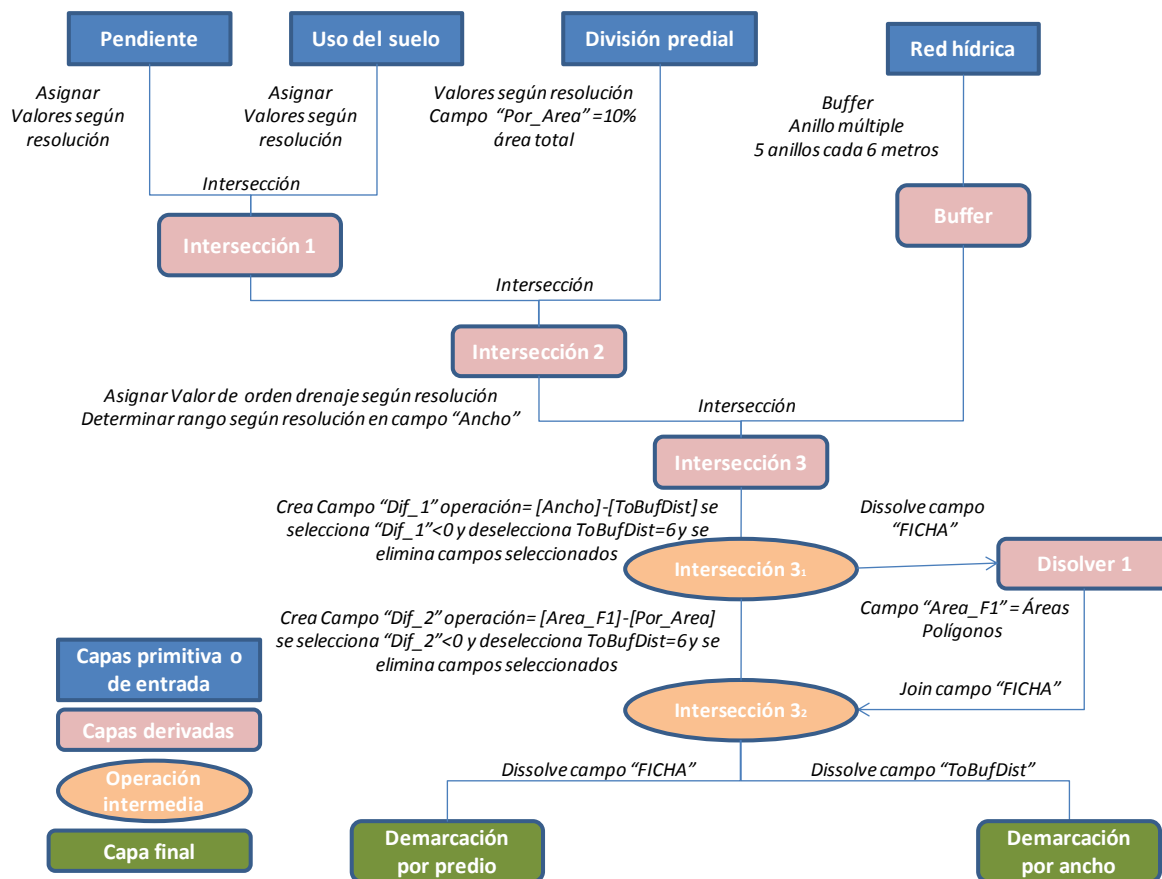 Pendiente
Uso del suelo
División predial
Red hídrica
Asignar
Valores según
resolución
Asignar
Valores según
resolución
Valores según resolución
Campo “Por_Area” =10%
área total
Buffer
Anillo múltiple
5 anillos cada 6 metros
Intersección
Intersección 1
Buffer
Intersección
Intersección 2
Asignar Valor de orden drenaje según resolución
Determinar rango según resolución en campo “Ancho”
Intersección
Intersección 3
Crea Campo “Dif_1” operación= [Ancho]-[ToBufDist] se
selecciona “Dif_1”<0 y deselecciona ToBufDist=6 y se
elimina campos seleccionados
Dissolve campo
“FICHA”
Intersección 3₁
Disolver 1
Crea Campo “Dif_2” operación= [Area_F1]-[Por_Area]
se selecciona “Dif_2”<0 y deselecciona ToBufDist=6 y se
elimina campos seleccionados
Campo “Area_F1” = Áreas
Polígonos
Join campo “FICHA”
Intersección 3₂
Capas primitiva o
de entrada
Capas derivadas
Operación
intermedia
Capa final
Dissolve campo “FICHA”
Dissolve campo “ToBufDist”
Demarcación
por predio
Demarcación
por ancho